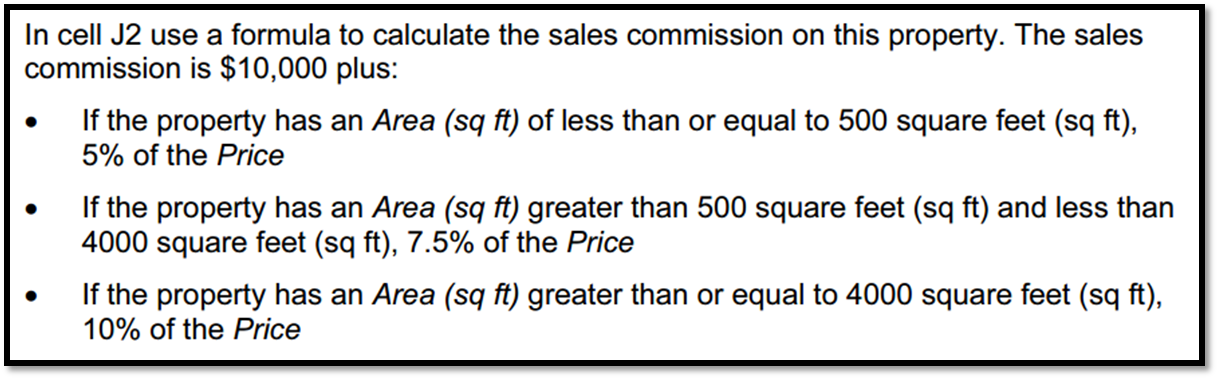 In cell J2 use a formula to calculate the sales commission on this property. The sales
commission is $10,000 plus:
• If the property has an Area (sq ft) of less than or equal to 500 square feet (sq ft),
5% of the Price
• If the property has an Area (sq ft) greater than 500 square feet (sq ft) and less than
4000 square feet (sq ft), 7.5% of the Price
• If the property has an Area (sq ft) greater than or equal to 4000 square feet (sq ft),
10% of the Price